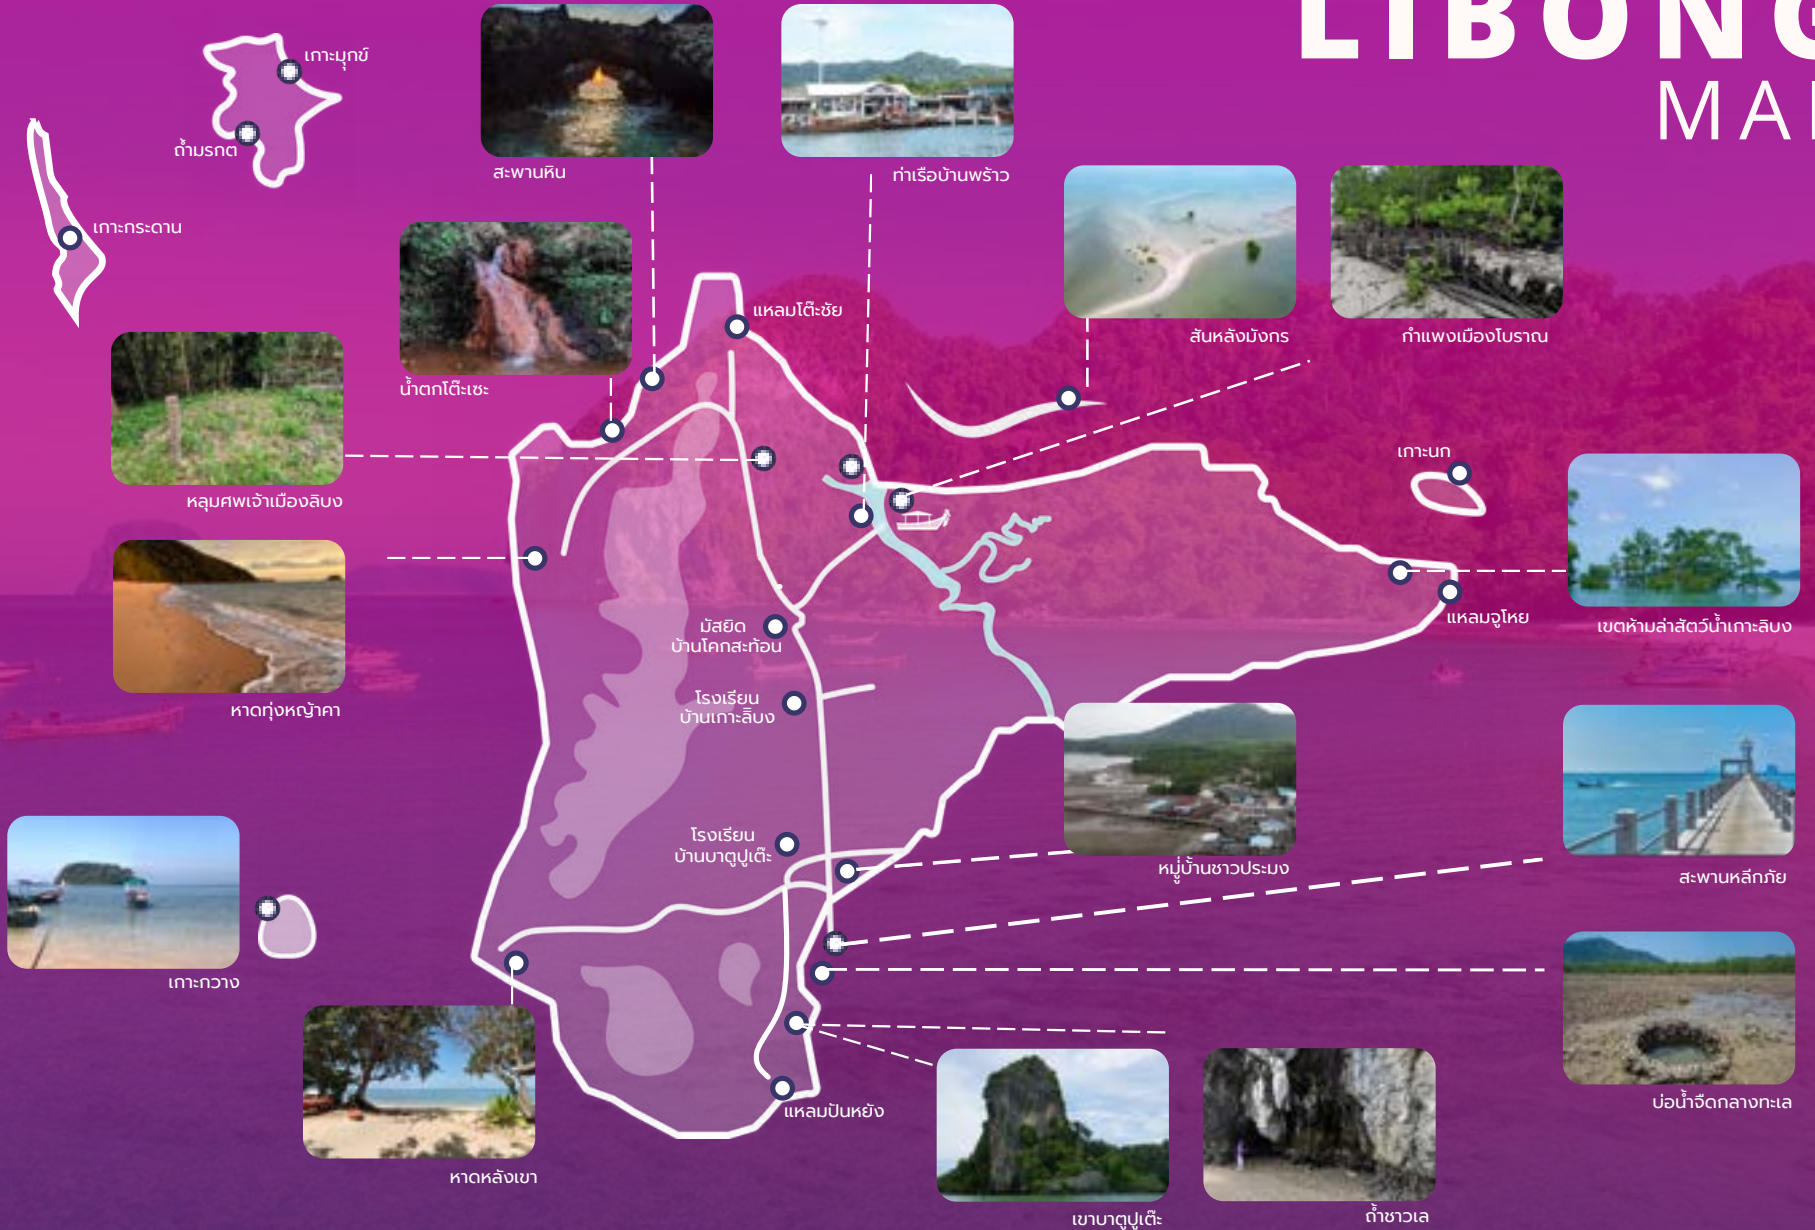 LIBONG
MAP
เกาะมุกข์
ถ้ำมรกต
เกาะกระดาน
สะพานหิน
ท่าเรือบ้านพร้าว
สันหลังมังกร
กำแพงเมืองโบราณ
แหลมโต๊ะชัย
น้ำตกโต๊ะเซะ
เกาะนก
หลุมศพเจ้าเมืองลิบง
แหลมจูโหย
เขตห้ามล่าสัตว์น้ำเกาะลิบง
มัสยิด
บ้านโคกสะท้อน
หาดทุ่งหญ้าคา
โรงเรียน
บ้านเกาะลิบง
โรงเรียน
บ้านบาตูปูเต๊ะ
หมู่บ้านชาวประมง
สะพานหลีกภัย
เกาะกวาง
บ่อน้ำจืดกลางทะเล
แหลมปันหยัง
หาดหลังเขา
เขาบาตูปูเต๊ะ
ถ้ำชาวเล